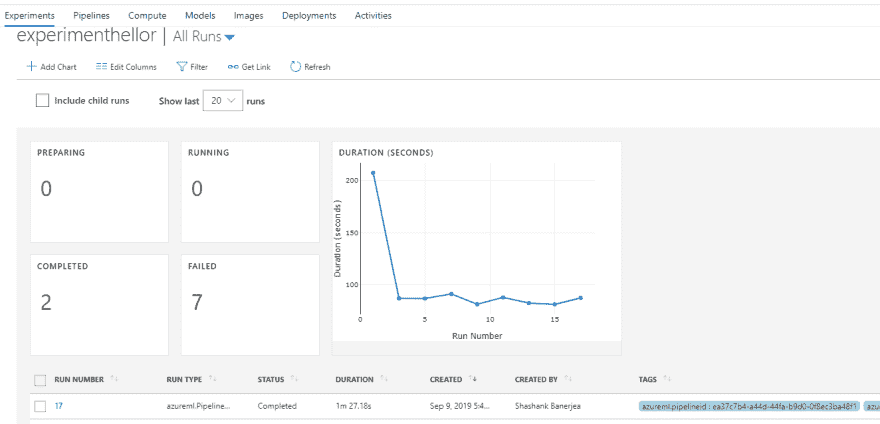 Experiments Pipelines Compute Models Images Deployments Activities
experimenthellor | All Runs
Add Chart Edit Columns Filter Get Link Refresh
Include child runs Show last 20 runs
PREPARING
0
RUNNING
0
DURATION (SECONDS)
Duration (seconds)
200
150
100
0 5 10 15
Run Number
COMPLETED
2
FAILED
7
RUN NUMBER RUN TYPE STATUS DURATION CREATED CREATED BY TAGS
17 azureml.Pipeline... Completed 1m 27.18s Sep 9, 2019 5:4... Shashank Banerjea azureml.pipelineid : ea37c7b4-a44d-44fa-b9d0-0f8ec3ba48f1 azu